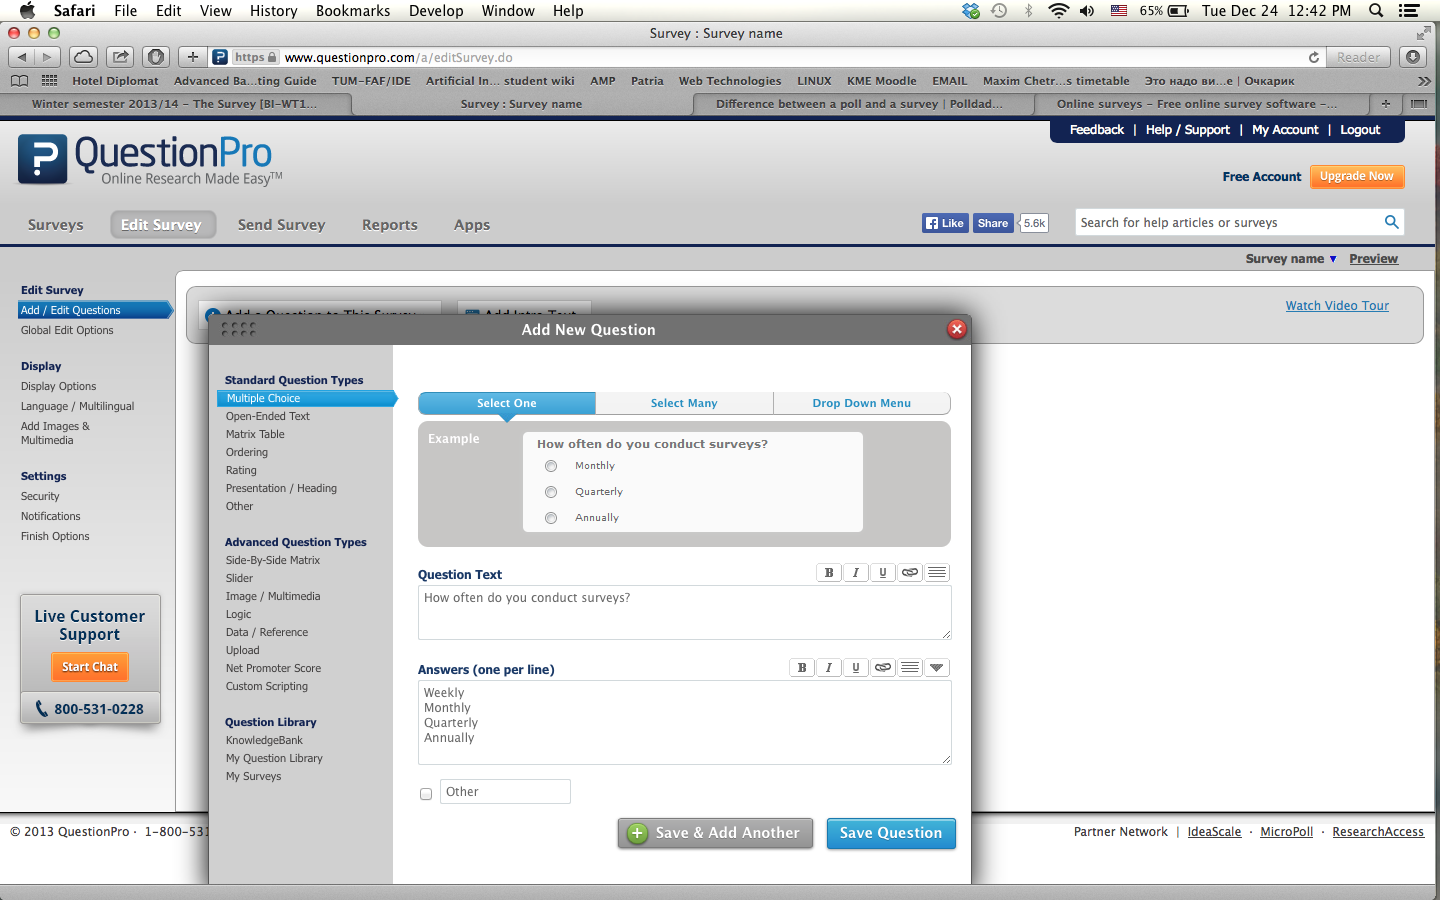 Safari File Edit View History Bookmarks Develop Window Help 65% Tue Dec 24 12:42 PM
Survey : Survey name
https www.questionpro.com/a/editSurvey.do Reader
Hotel Diplomat Advanced Ba...ting Guide TUM-FAF/IDE Artificial In... student wiki AMP Patria Web Technologies LINUX KME Moodle EMAIL Maxim Chetr...s timetable Это надо ви...е | Очкарик
Winter semester 2013/14 – The Survey [BI-WT1... Survey : Survey name Difference between a poll and a survey | Polldad... Online surveys – Free online survey software –...
Feedback | Help / Support | My Account | Logout
QuestionPro
Online Research Made Easy™
Free Account Upgrade Now
Surveys Edit Survey Send Survey Reports Apps
Like Share 5.6k
Search for help articles or surveys
Survey name ▼ Preview
Edit Survey
Add / Edit Questions
Global Edit Options
Display
Display Options
Language / Multilingual
Add Images &
Multimedia
Settings
Security
Notifications
Finish Options
Live Customer
Support
Start Chat
800-531-0228
Add a Question to This Survey Add Intro Text
Watch Video Tour
Add New Question
Standard Question Types
Multiple Choice
Open-Ended Text
Matrix Table
Ordering
Rating
Presentation / Heading
Other
Advanced Question Types
Side-By-Side Matrix
Slider
Image / Multimedia
Logic
Data / Reference
Upload
Net Promoter Score
Custom Scripting
Question Library
KnowledgeBank
My Question Library
My Surveys
Select One Select Many Drop Down Menu
Example
How often do you conduct surveys?
Monthly
Quarterly
Annually
Question Text B I U
How often do you conduct surveys?
Answers (one per line) B I U
Weekly
Monthly
Quarterly
Annually
Other
Save & Add Another Save Question
© 2013 QuestionPro · 1-800-531
Partner Network | IdeaScale · MicroPoll · ResearchAccess